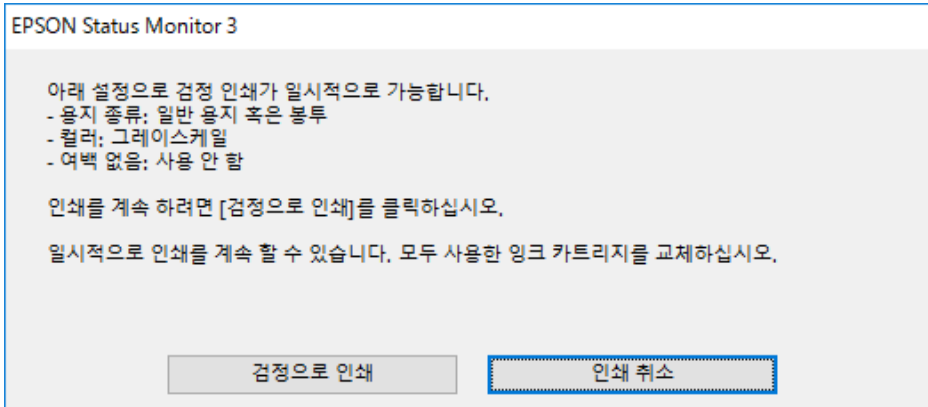 EPSON Status Monitor 3
아래 설정으로 검정 인쇄가 일시적으로 가능합니다.
- 용지 종류: 일반 용지 혹은 봉투
- 컬러: 그레이스케일
- 여백 없음: 사용 안 함
인쇄를 계속 하려면 [검정으로 인쇄]를 클릭하십시오.
일시적으로 인쇄를 계속 할 수 있습니다. 모두 사용한 잉크 카트리지를 교체하십시오.
검정으로 인쇄
인쇄 취소